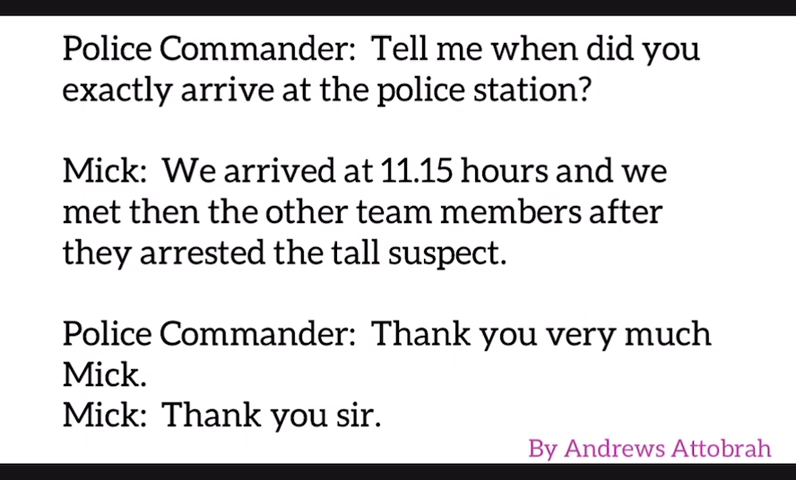 Police Commander: Tell me when did you
exactly arrive at the police station?
Mick: We arrived at 11.15 hours and we
met then the other team members after
they arrested the tall suspect.
Police Commander: Thank you very much
Mick.
Mick: Thank you sir.
By Andrews Attobrah